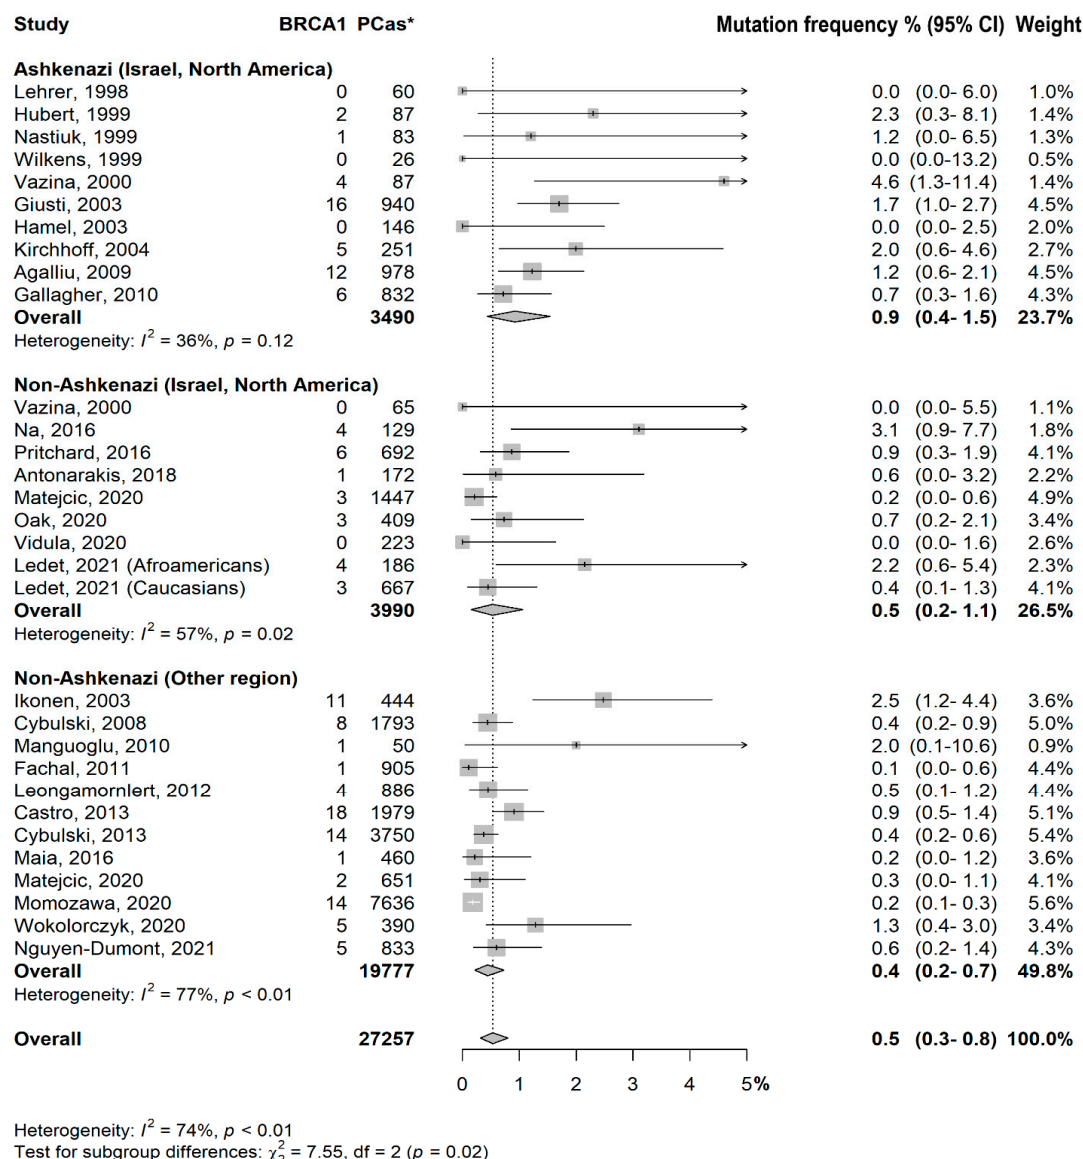 Study BRCA1 PCas* Mutation frequency % (95% CI) Weight
Ashkenazi (Israel, North America)
Lehrer, 1998 0 60 0.0 (0.0- 6.0) 1.0%
Hubert, 1999 2 87 2.3 (0.3- 8.1) 1.4%
Nastiuk, 1999 1 83 1.2 (0.0- 6.5) 1.3%
Wilkens, 1999 0 26 0.0 (0.0-13.2) 0.5%
Vazina, 2000 4 87 4.6 (1.3-11.4) 1.4%
Giusti, 2003 16 940 1.7 (1.0- 2.7) 4.5%
Hamel, 2003 0 146 0.0 (0.0- 2.5) 2.0%
Kirchhoff, 2004 5 251 2.0 (0.6- 4.6) 2.7%
Agalliu, 2009 12 978 1.2 (0.6- 2.1) 4.5%
Gallagher, 2010 6 832 0.7 (0.3- 1.6) 4.3%
Overall 3490 0.9 (0.4- 1.5) 23.7%
Heterogeneity: I² = 36%, p = 0.12
Non-Ashkenazi (Israel, North America)
Vazina, 2000 0 65 0.0 (0.0- 5.5) 1.1%
Na, 2016 4 129 3.1 (0.9- 7.7) 1.8%
Pritchard, 2016 6 692 0.9 (0.3- 1.9) 4.1%
Antonarakis, 2018 1 172 0.6 (0.0- 3.2) 2.2%
Matejcic, 2020 3 1447 0.2 (0.0- 0.6) 4.9%
Oak, 2020 3 409 0.7 (0.2- 2.1) 3.4%
Vidula, 2020 0 223 0.0 (0.0- 1.6) 2.6%
Ledet, 2021 (Afroamericans) 4 186 2.2 (0.6- 5.4) 2.3%
Ledet, 2021 (Caucasians) 3 667 0.4 (0.1- 1.3) 4.1%
Overall 3990 0.5 (0.2- 1.1) 26.5%
Heterogeneity: I² = 57%, p = 0.02
Non-Ashkenazi (Other region)
Ikonen, 2003 11 444 2.5 (1.2- 4.4) 3.6%
Cybulski, 2008 8 1793 0.4 (0.2- 0.9) 5.0%
Manguoglu, 2010 1 50 2.0 (0.1-10.6) 0.9%
Fachal, 2011 1 905 0.1 (0.0- 0.6) 4.4%
Leongamornlert, 2012 4 886 0.5 (0.1- 1.2) 4.4%
Castro, 2013 18 1979 0.9 (0.5- 1.4) 5.1%
Cybulski, 2013 14 3750 0.4 (0.2- 0.6) 5.4%
Maia, 2016 1 460 0.2 (0.0- 1.2) 3.6%
Matejcic, 2020 2 651 0.3 (0.0- 1.1) 4.1%
Momozawa, 2020 14 7636 0.2 (0.1- 0.3) 5.6%
Wokolorczyk, 2020 5 390 1.3 (0.4- 3.0) 3.4%
Nguyen-Dumont, 2021 5 833 0.6 (0.2- 1.4) 4.3%
Overall 19777 0.4 (0.2- 0.7) 49.8%
Heterogeneity: I² = 77%, p < 0.01
Overall 27257 0.5 (0.3- 0.8) 100.0%
0 1 2 3 4 5%
Heterogeneity: I² = 74%, p < 0.01
Test for subgroup differences: χ²₂ = 7.55, df = 2 (p = 0.02)